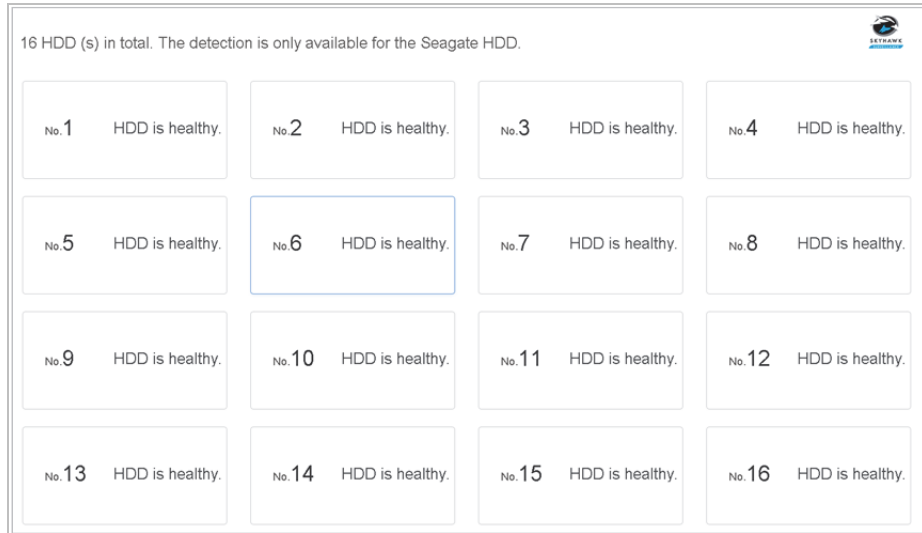 16 HDD (s) in total. The detection is only available for the Seagate HDD.
SKYHAWK
No.1 HDD is healthy.
No.2 HDD is healthy.
No.3 HDD is healthy.
No.4 HDD is healthy.
No.5 HDD is healthy.
No.6 HDD is healthy.
No.7 HDD is healthy.
No.8 HDD is healthy.
No.9 HDD is healthy.
No.10 HDD is healthy.
No.11 HDD is healthy.
No.12 HDD is healthy.
No.13 HDD is healthy.
No.14 HDD is healthy.
No.15 HDD is healthy.
No.16 HDD is healthy.